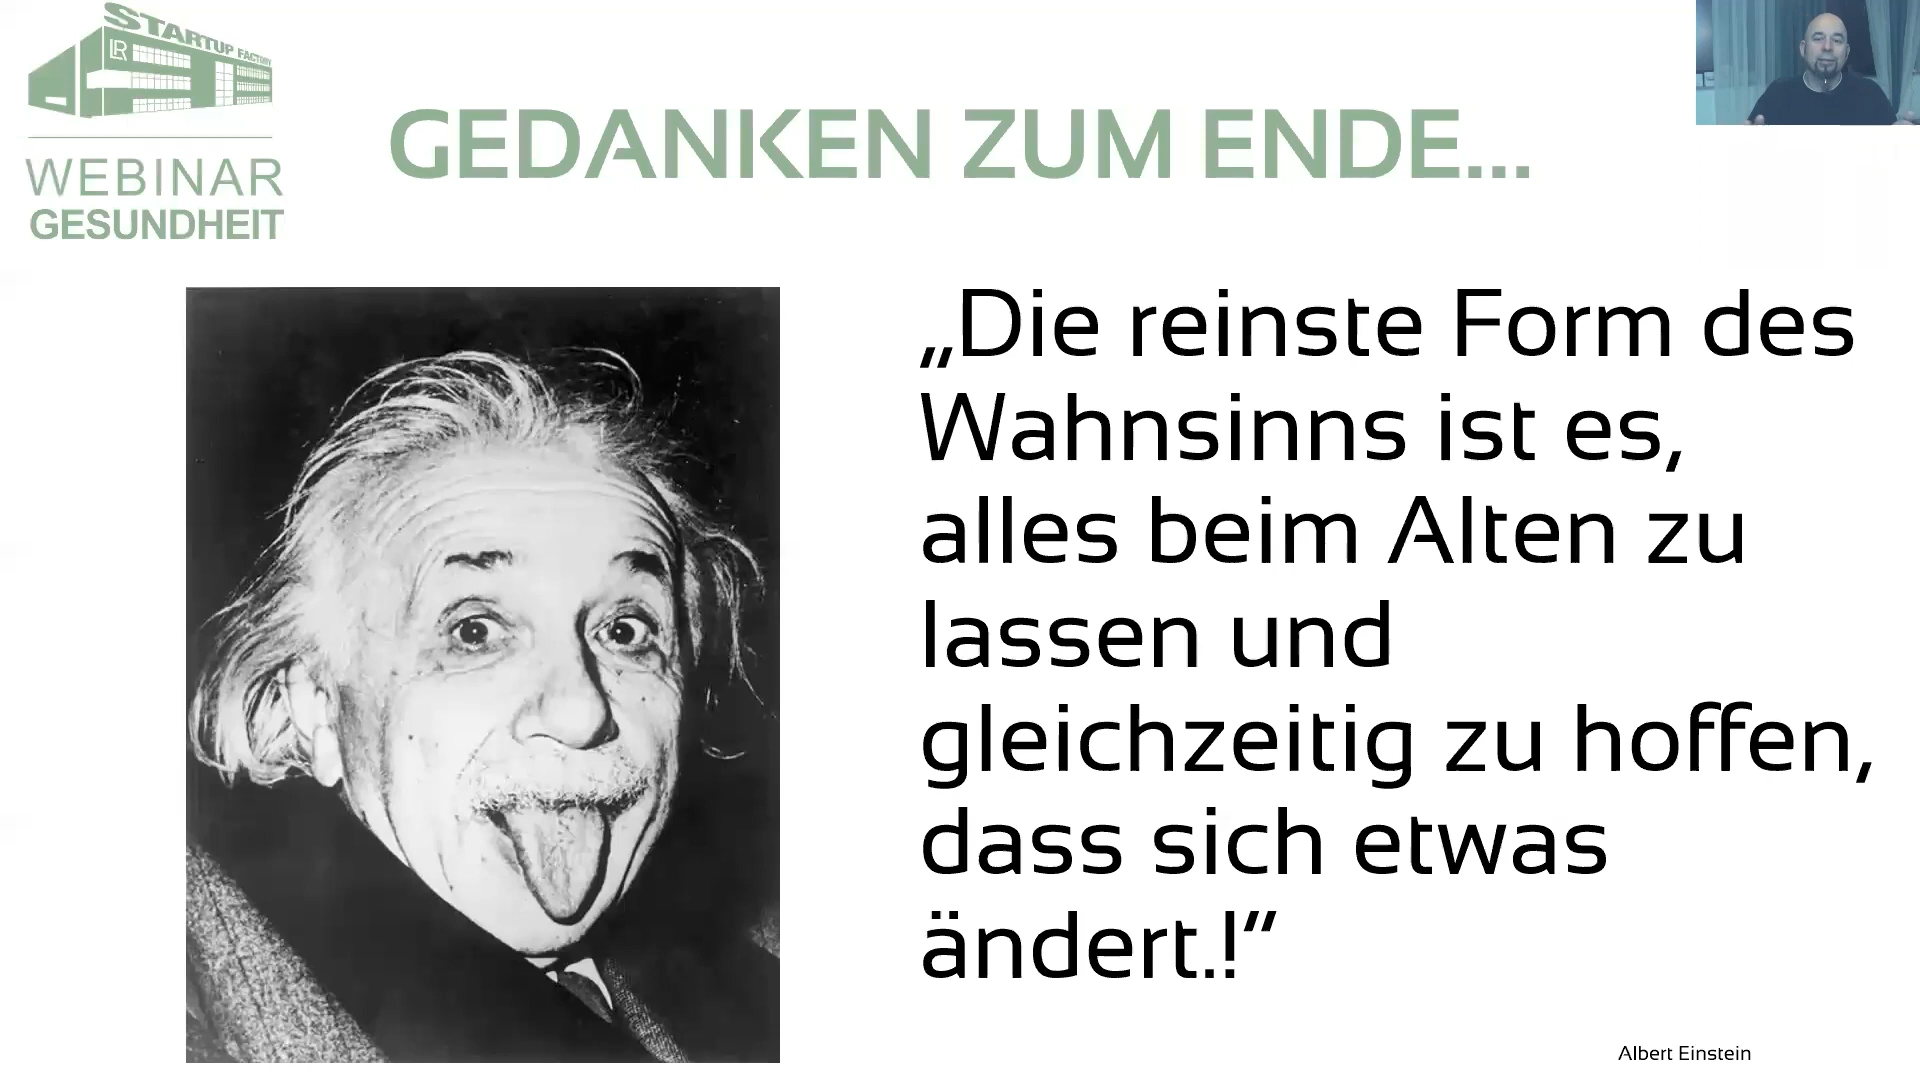 STARTUP FACTORY
LR
WEBINAR
GESUNDHEIT
GEDANKEN ZUM ENDE...
„Die reinste Form des
Wahnsinns ist es,
alles beim Alten zu
lassen und
gleichzeitig zu hoffen,
dass sich etwas
ändert.!“
Albert Einstein